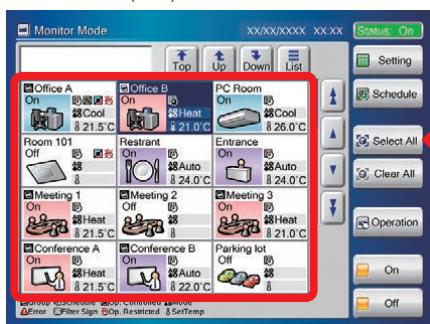 Monitor Mode XX/XX/XXXX XX:XX Status: On
Top Up Down List
Setting
Schedule
Select All
Clear All
Operation
On
Off
Office A Office B PC Room
On On On
Cool Heat Cool
21.5°C 21.0°C 26.0°C
Room 101 Restrant Entrance
Off On On
Auto Auto
24.0°C 24.0°C
Meeting 1 Meeting 2 Meeting 3
On Off On
Heat Heat
21.5°C 21.0°C
Conference A Conference B Parking lot
On On Off
Heat Auto
21.5°C 22.0°C
Group Schedule Op. Controlled Mode
Error Filter Sign Op. Restricted SetTemp